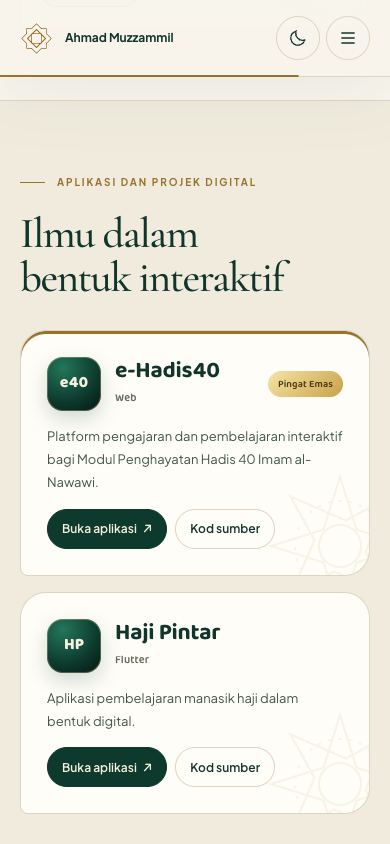 Ahmad Muzzammil
APLIKASI DAN PROJEK DIGITAL
Ilmu dalam
bentuk interaktif
e40
e-Hadis40
Web
Pingat Emas
Platform pengajaran dan pembelajaran interaktif
bagi Modul Penghayatan Hadis 40 Imam al-
Nawawi.
Buka aplikasi ↗
Kod sumber
HP
Haji Pintar
Flutter
Aplikasi pembelajaran manasik haji dalam
bentuk digital.
Buka aplikasi ↗
Kod sumber